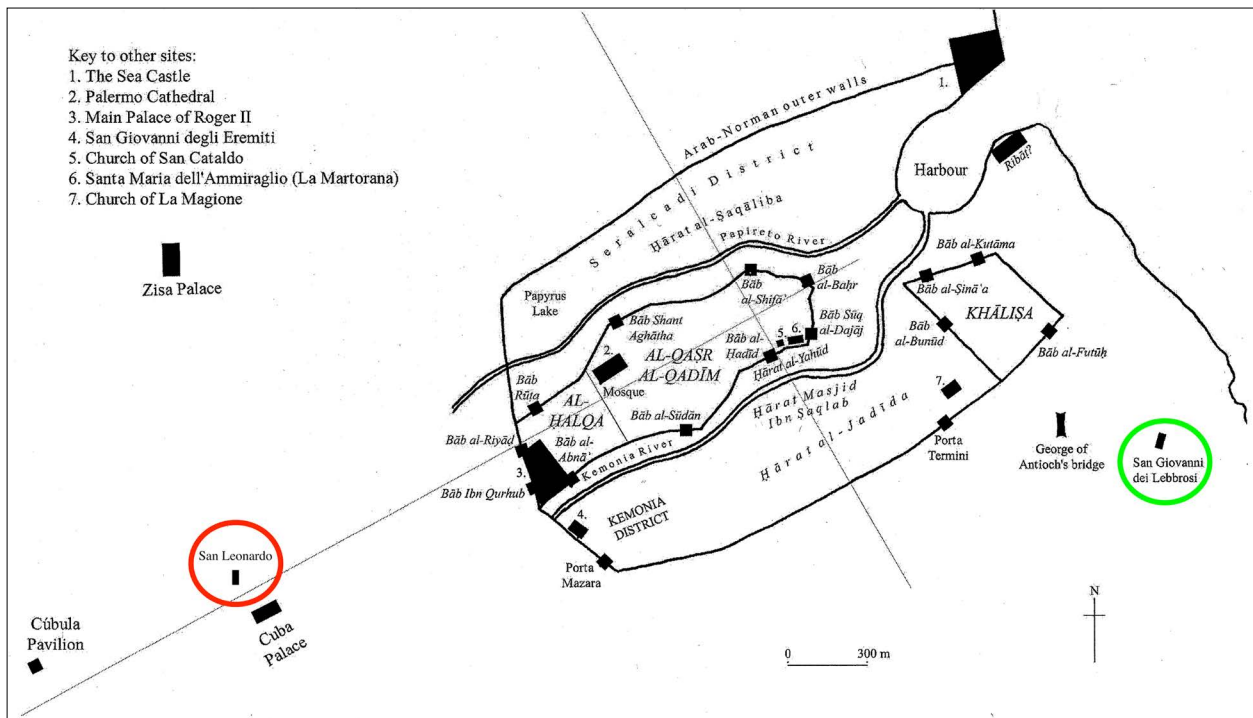 Key to other sites:
1. The Sea Castle
2. Palermo Cathedral
3. Main Palace of Roger II
4. San Giovanni degli Eremiti
5. Church of San Cataldo
6. Santa Maria dell'Ammiraglio (La Martorana)
7. Church of La Magione
Zisa Palace
1.
Arab-Norman outer walls
Seralcadi District
Ḥārat al-Ṣaqāliba
Papireto River
Harbour
Ribāṭ?
Papyrus
Lake
Bāb
al-Shifā'
Bāb
al-Baḥr
Bāb al-Kutāma
Bāb al-Ṣinā'a
KHĀLIṢA
Bāb
al-Bunūd
Bāb al-Futūḥ
Bāb Shant
Aghātha
2.
Mosque
AL-QAṢR
AL-QADĪM
5.
6.
Bāb Sūq
al-Dajāj
Bāb al-
Ḥadīd
Ḥārat al-Yahūd
Bāb
Rūṭa
AL-
HALQA
Bāb al-Sūdān
Ḥārat Masjid
Ibn Ṣaqlab
Ḥārat al-Jadīda
7.
Porta
Termini
George of
Antioch's bridge
San Giovanni
dei Lebbrosi
Bāb al-Riyāḍ
Bāb al-
Abnā'
3.
Bāb Ibn Qurhub
Kemonia River
4.
KEMONIA
DISTRICT
Porta
Mazara
San Leonardo
Cuba
Palace
Cúbula
Pavilion
N
0
300 m